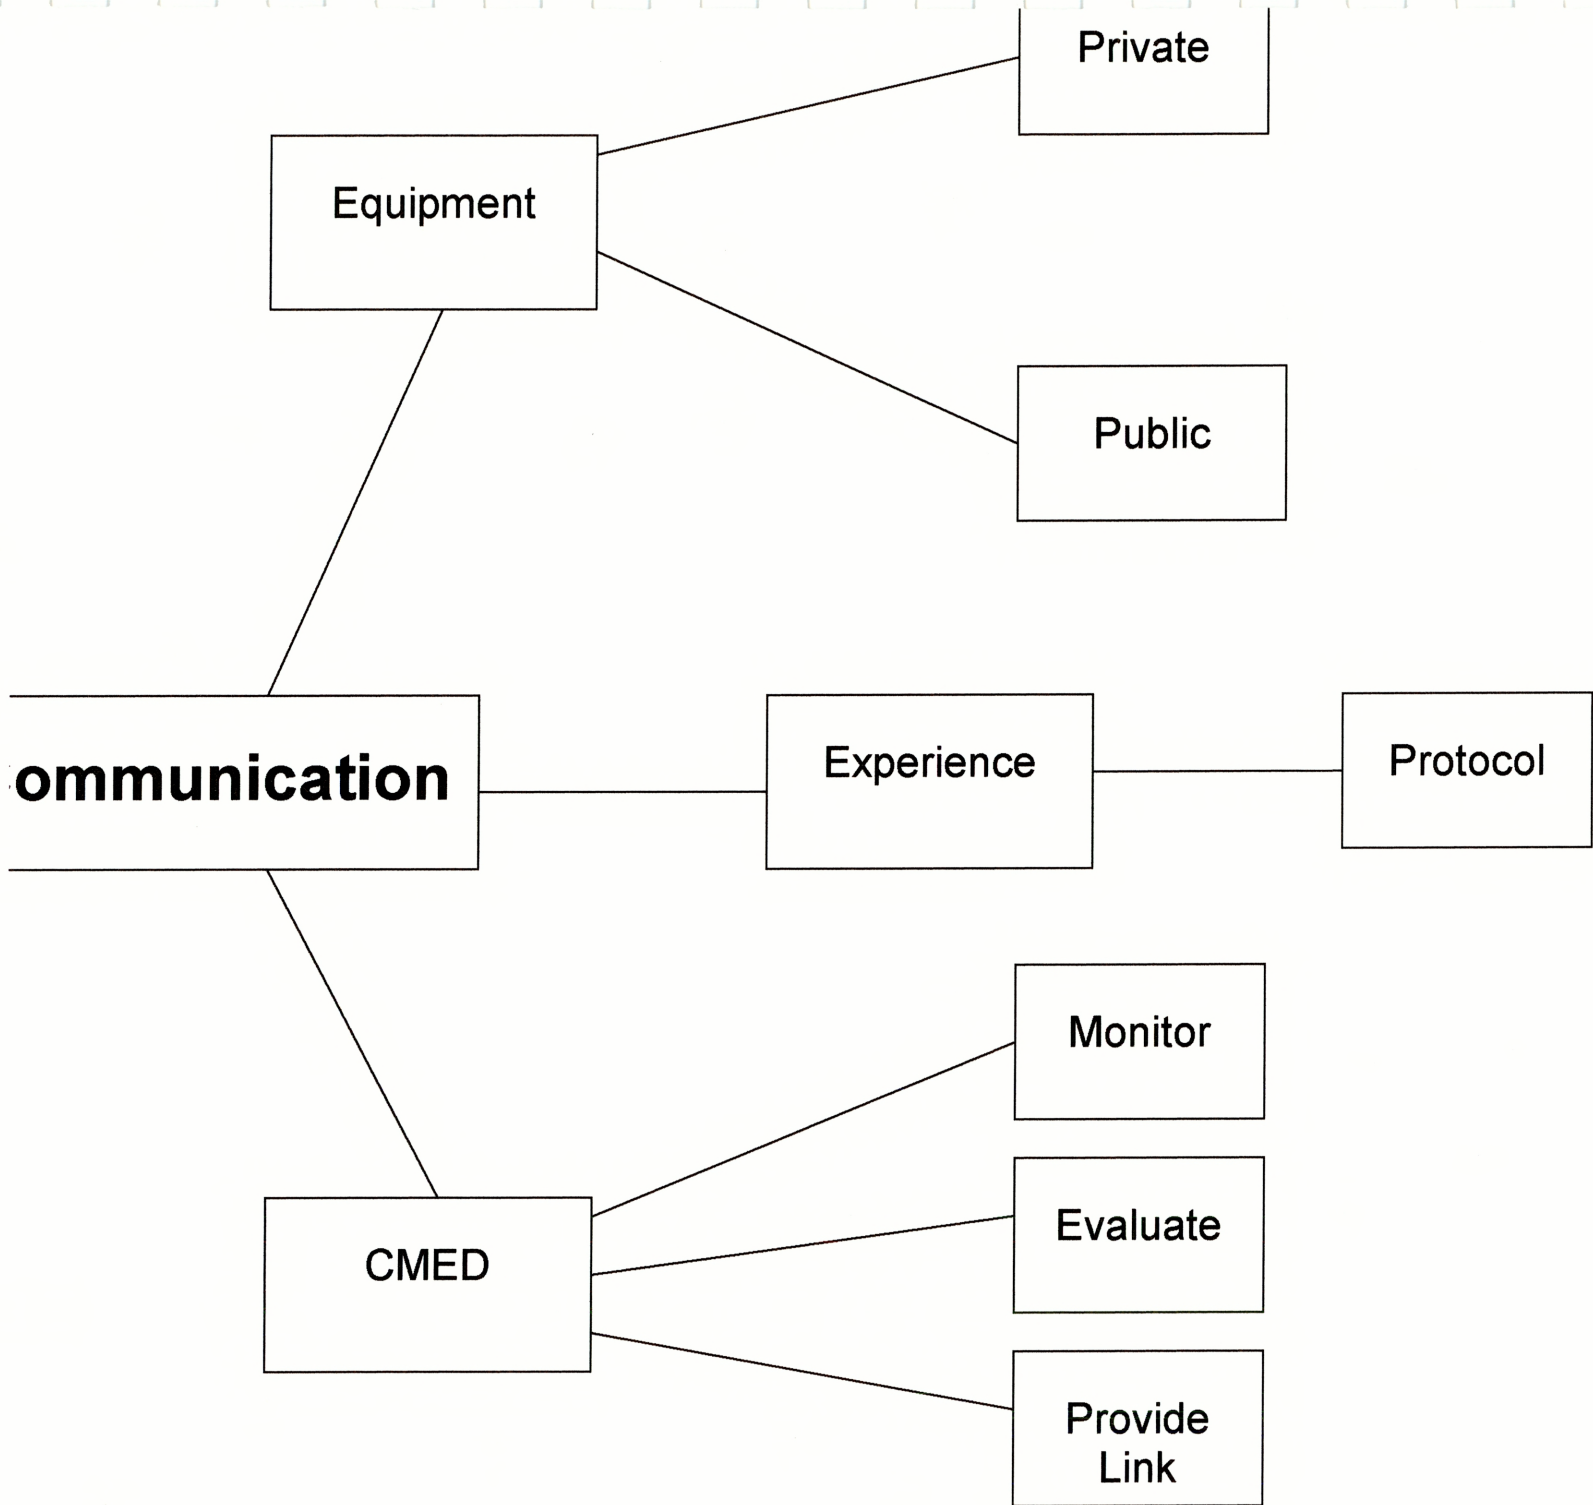 Private
Equipment
Public
ommunication
Experience
Protocol
Monitor
Evaluate
CMED
Provide
Link